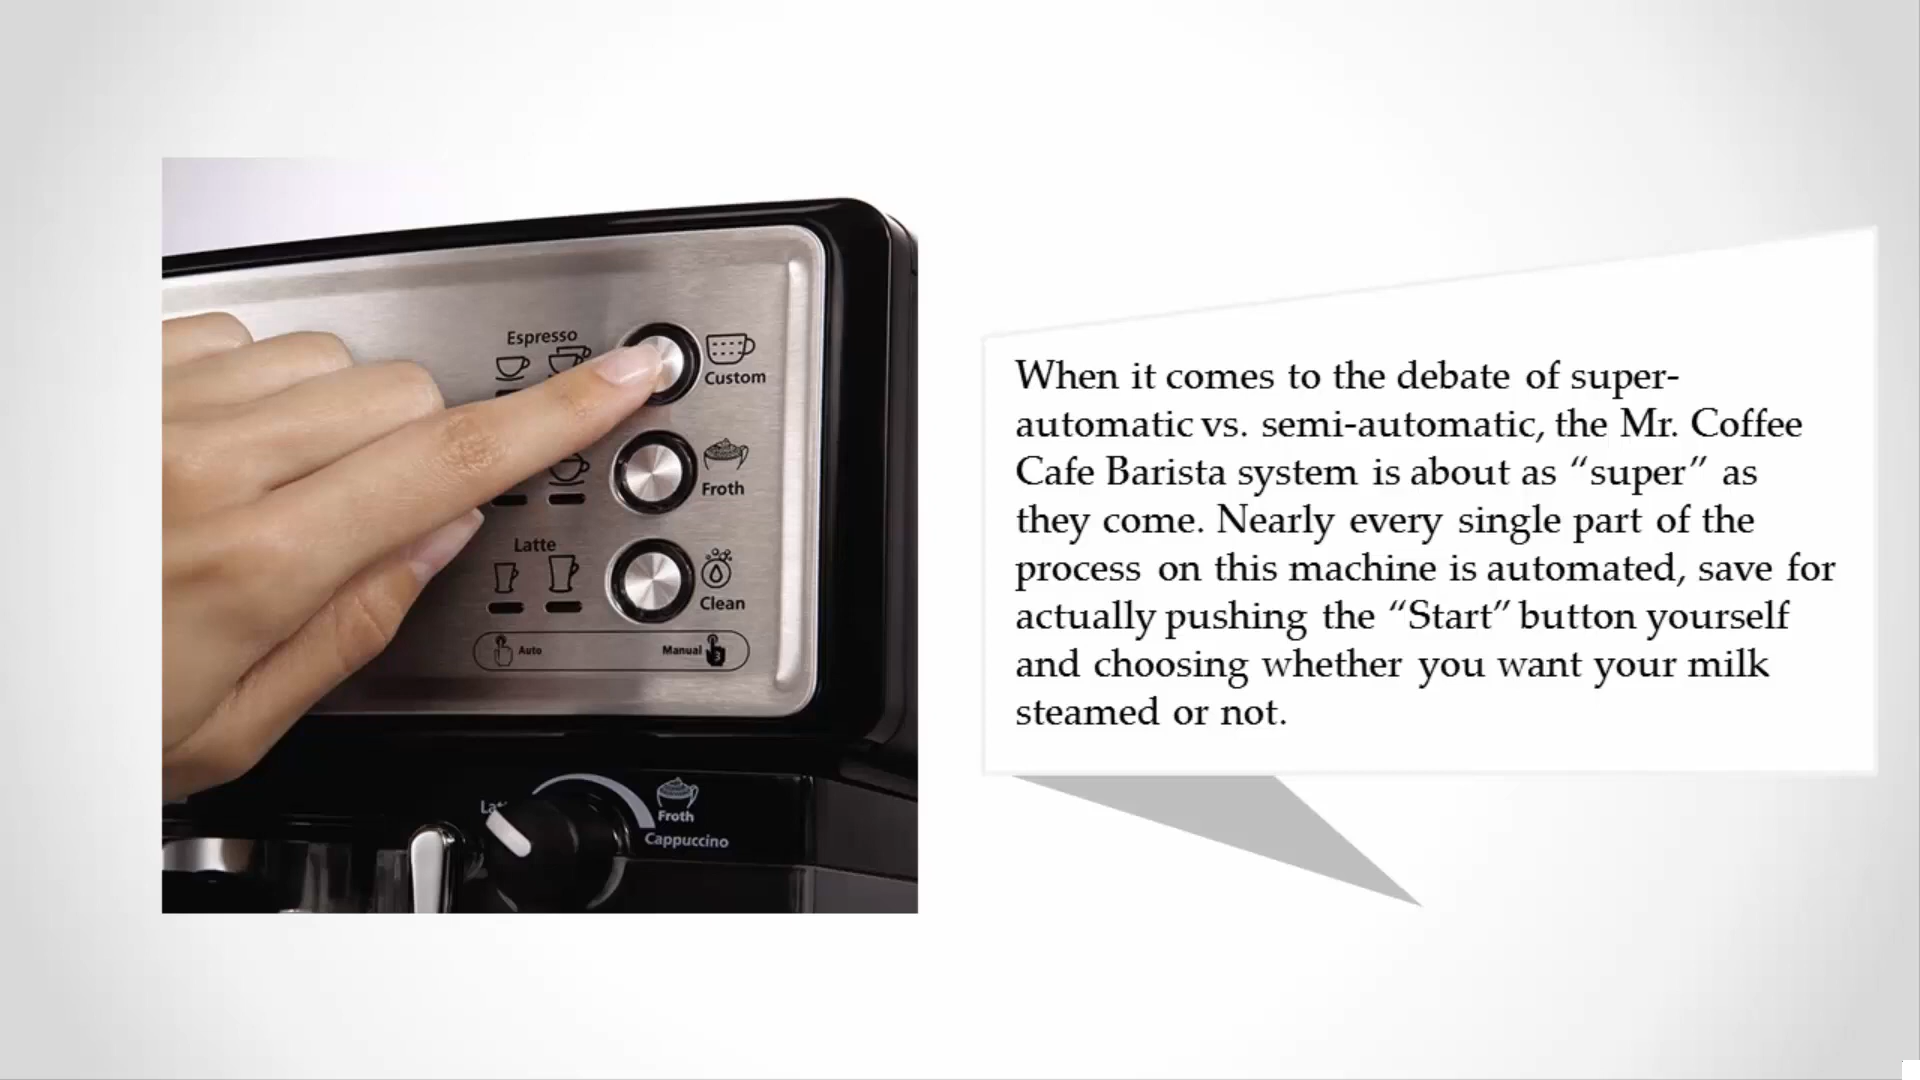 Espresso
Custom
Froth
Latte
Clean
Auto
Manual
3
Froth
Cappuccino
When it comes to the debate of super-
automatic vs. semi-automatic, the Mr. Coffee
Cafe Barista system is about as “super” as
they come. Nearly every single part of the
process on this machine is automated, save for
actually pushing the “Start” button yourself
and choosing whether you want your milk
steamed or not.